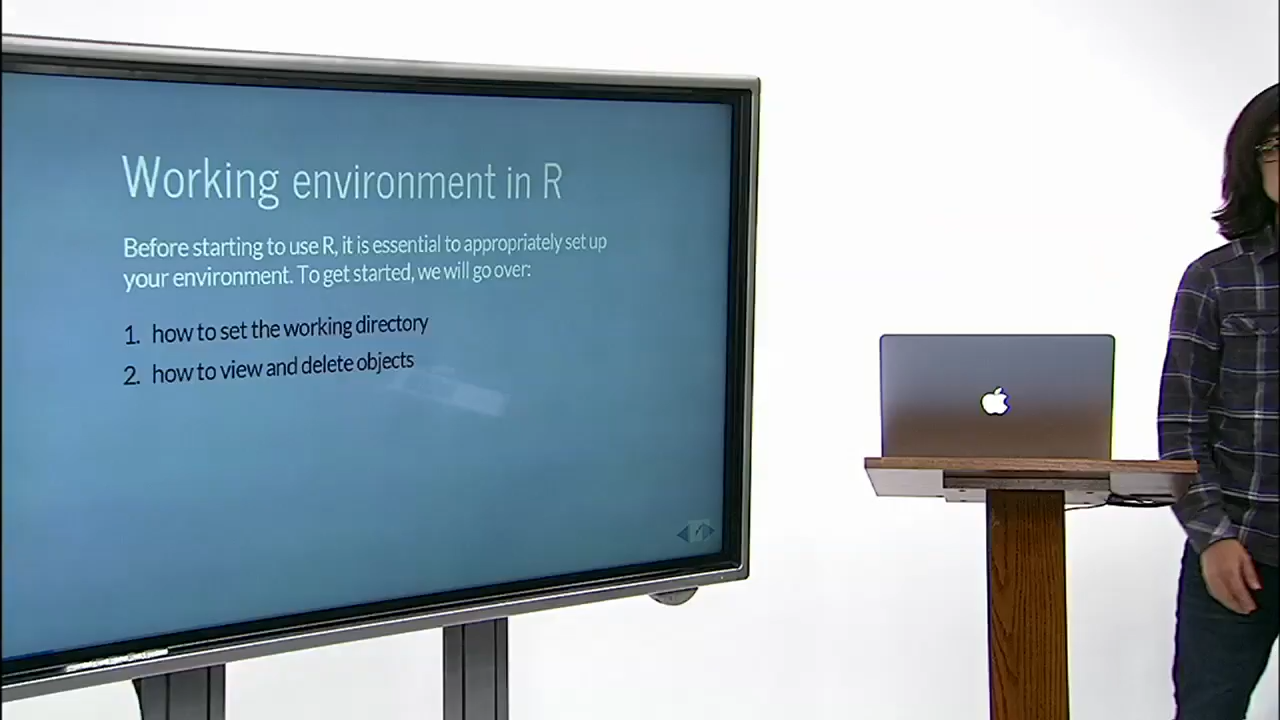 Working environment in R
Before starting to use R, it is essential to appropriately set up
your environment. To get started, we will go over:
1. how to set the working directory
2. how to view and delete objects